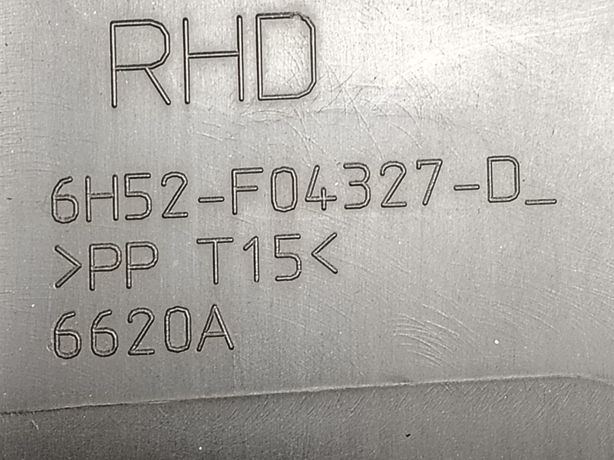 RHD
6H52-F04327-D_
>PP T15<
6620A